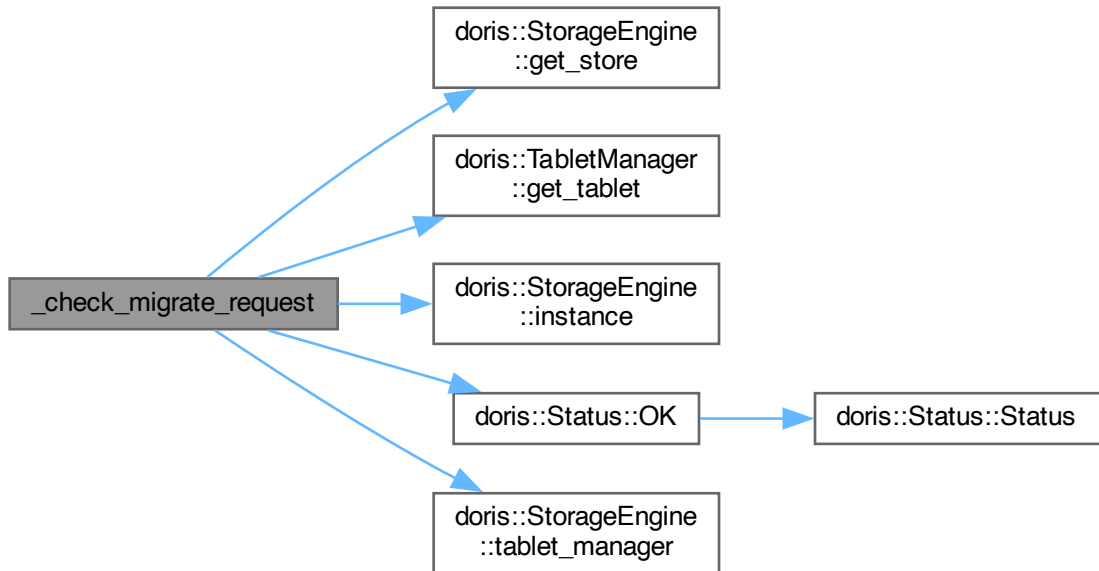 doris::StorageEngine
::get_store
doris::TabletManager
::get_tablet
_check_migrate_request
doris::StorageEngine
::instance
doris::Status::OK
doris::Status::Status
doris::StorageEngine
::tablet_manager